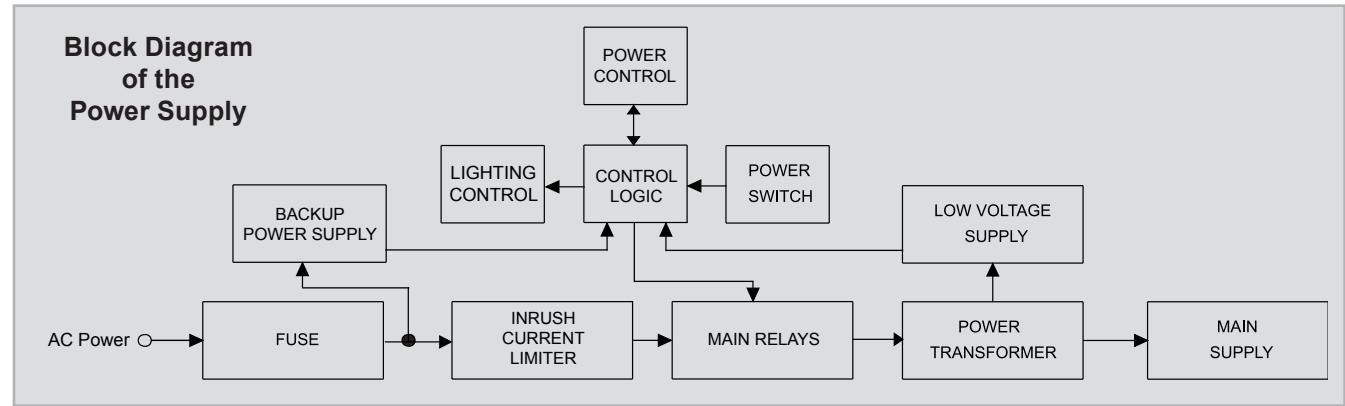 Block Diagram
of the
Power Supply
POWER
CONTROL
LIGHTING
CONTROL
CONTROL
LOGIC
POWER
SWITCH
BACKUP
POWER SUPPLY
LOW VOLTAGE
SUPPLY
AC Power
FUSE
INRUSH
CURRENT
LIMITER
MAIN RELAYS
POWER
TRANSFORMER
MAIN
SUPPLY